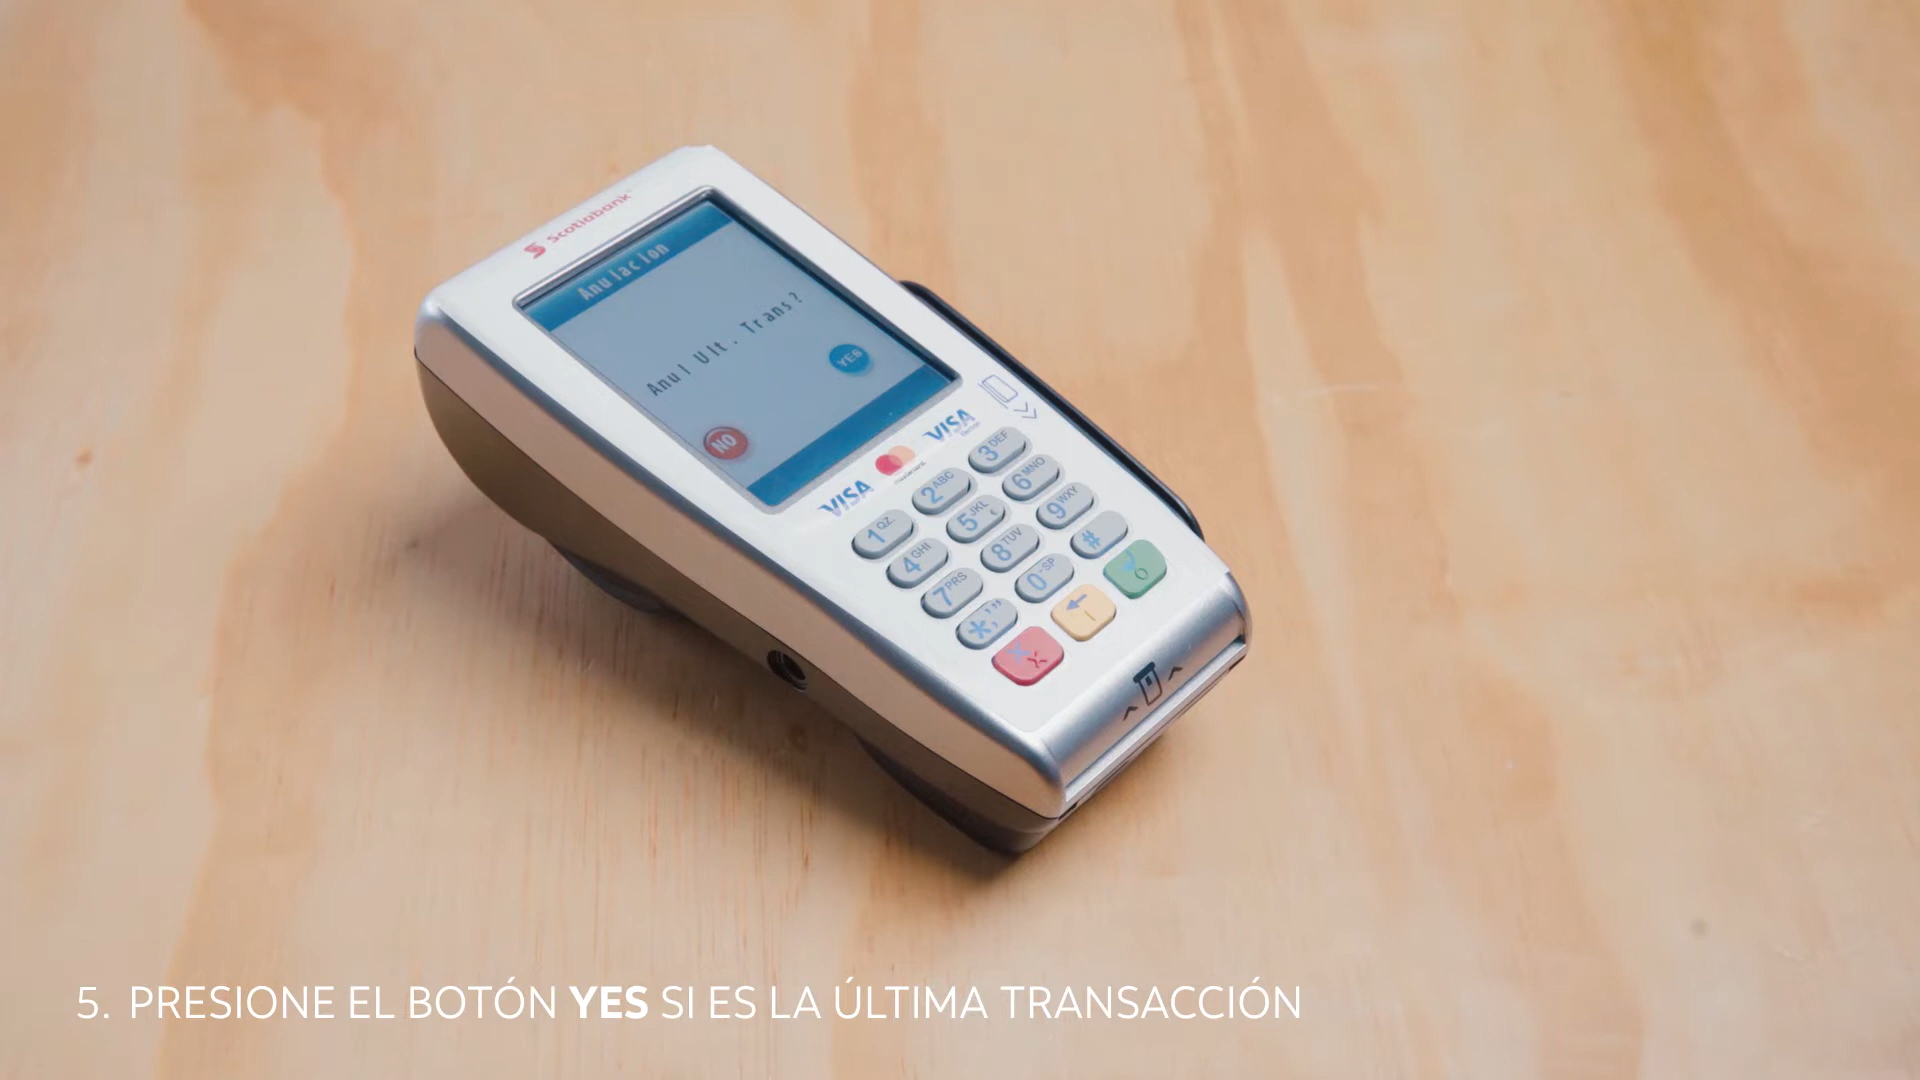 Scotiabank
Anulacion
Anul Ult. Trans?
YES
NO
VISA VISA
1 QZ. 2 ABC 3 DEF
4 GHI 5 JKL 6 MNO
7 PRS 8 TUV 9 WXY
*,'" 0 -SP #
5. PRESIONE EL BOTÓN YES SI ES LA ÚLTIMA TRANSACCIÓN